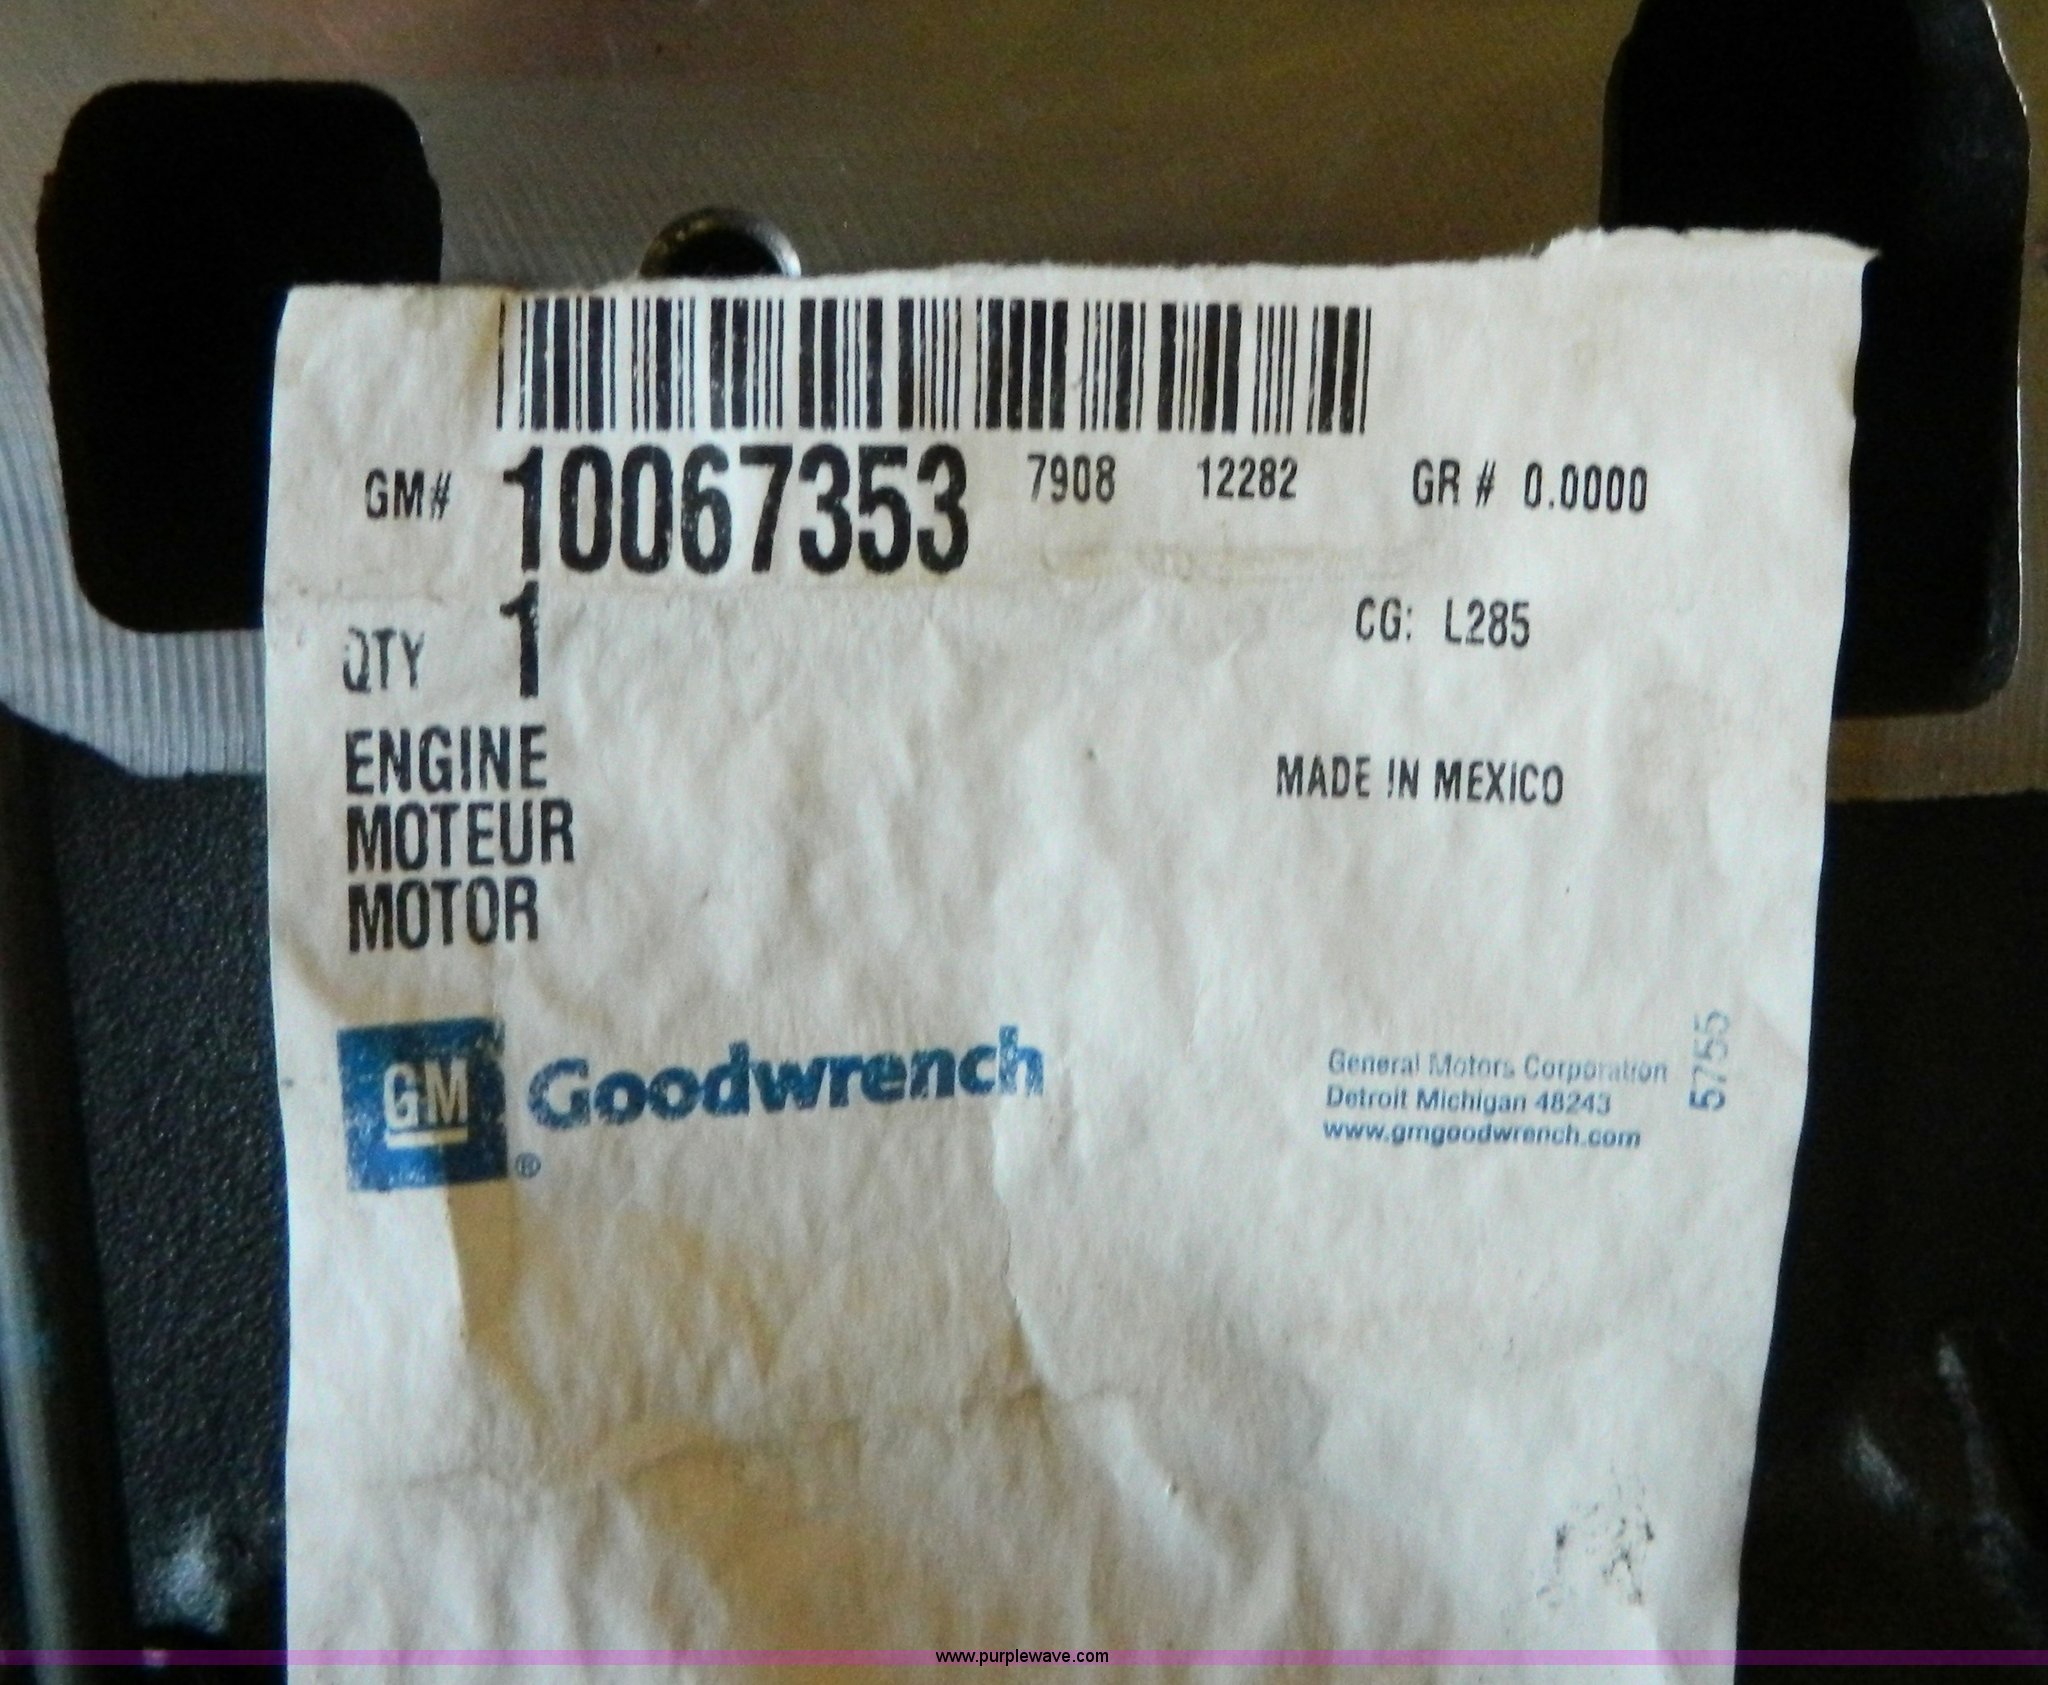 GM# 10067353 7908 12282 GR # 0.0000
QTY 1
CG: L285
ENGINE
MOTEUR
MOTOR
MADE IN MEXICO
GM ® Goodwrench
General Motors Corporation
Detroit Michigan 48243
www.gmgoodwrench.com
5755
www.purplewave.com